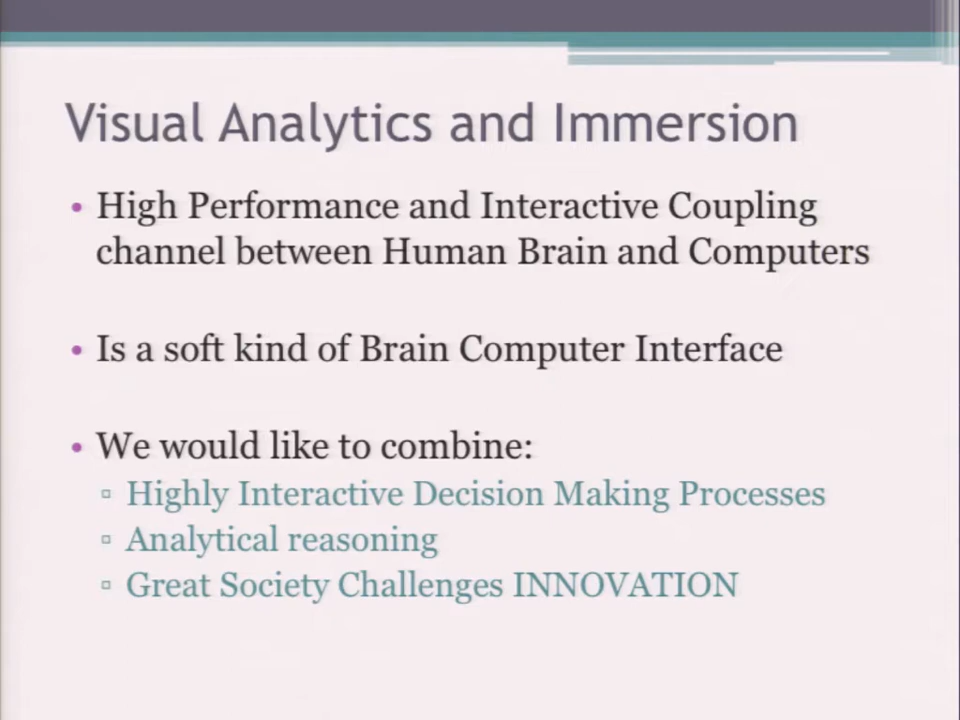 Visual Analytics and Immersion
• High Performance and Interactive Coupling
channel between Human Brain and Computers
• Is a soft kind of Brain Computer Interface
• We would like to combine:
▫ Highly Interactive Decision Making Processes
▫ Analytical reasoning
▫ Great Society Challenges INNOVATION